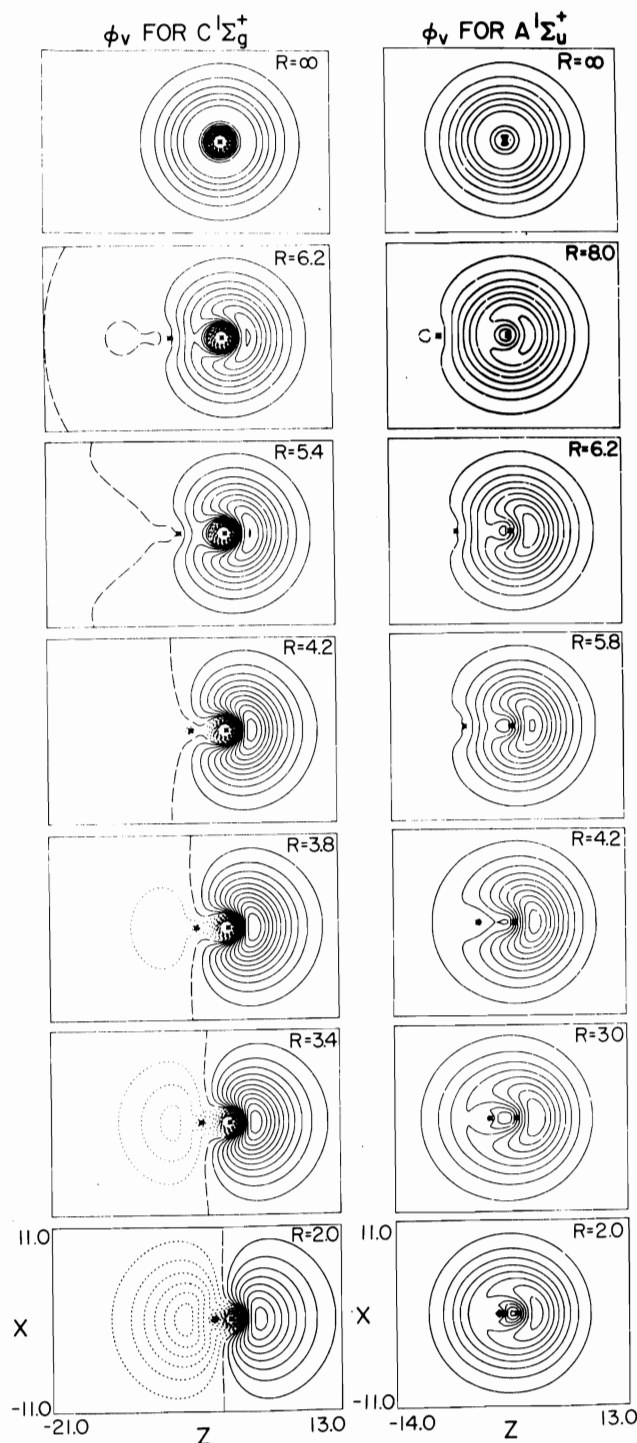 ϕv FOR C ¹Σg⁺
ϕv FOR A ¹Σu⁺
R=∞
R=∞
R=6.2
R=8.0
R=5.4
R=6.2
R=4.2
R=5.8
R=3.8
R=4.2
R=3.4
R=3.0
11.0
R=2.0
11.0
R=2.0
X
X
-11.0
-11.0
-21.0
Z
13.0
-14.0
Z
13.0